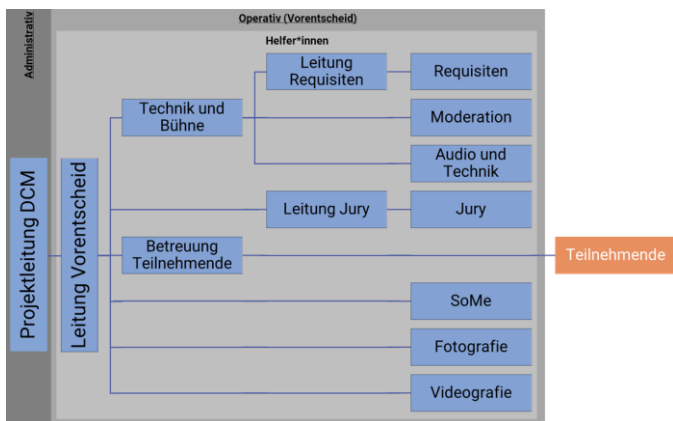 Administrativ
Operativ (Vorentscheid)
Helfer*innen
Leitung
Requisiten
Requisiten
Technik und
Bühne
Moderation
Audio und
Technik
Projektleitung DCM
Leitung Vorentscheid
Leitung Jury
Jury
Betreuung
Teilnehmende
Teilnehmende
SoMe
Fotografie
Videografie